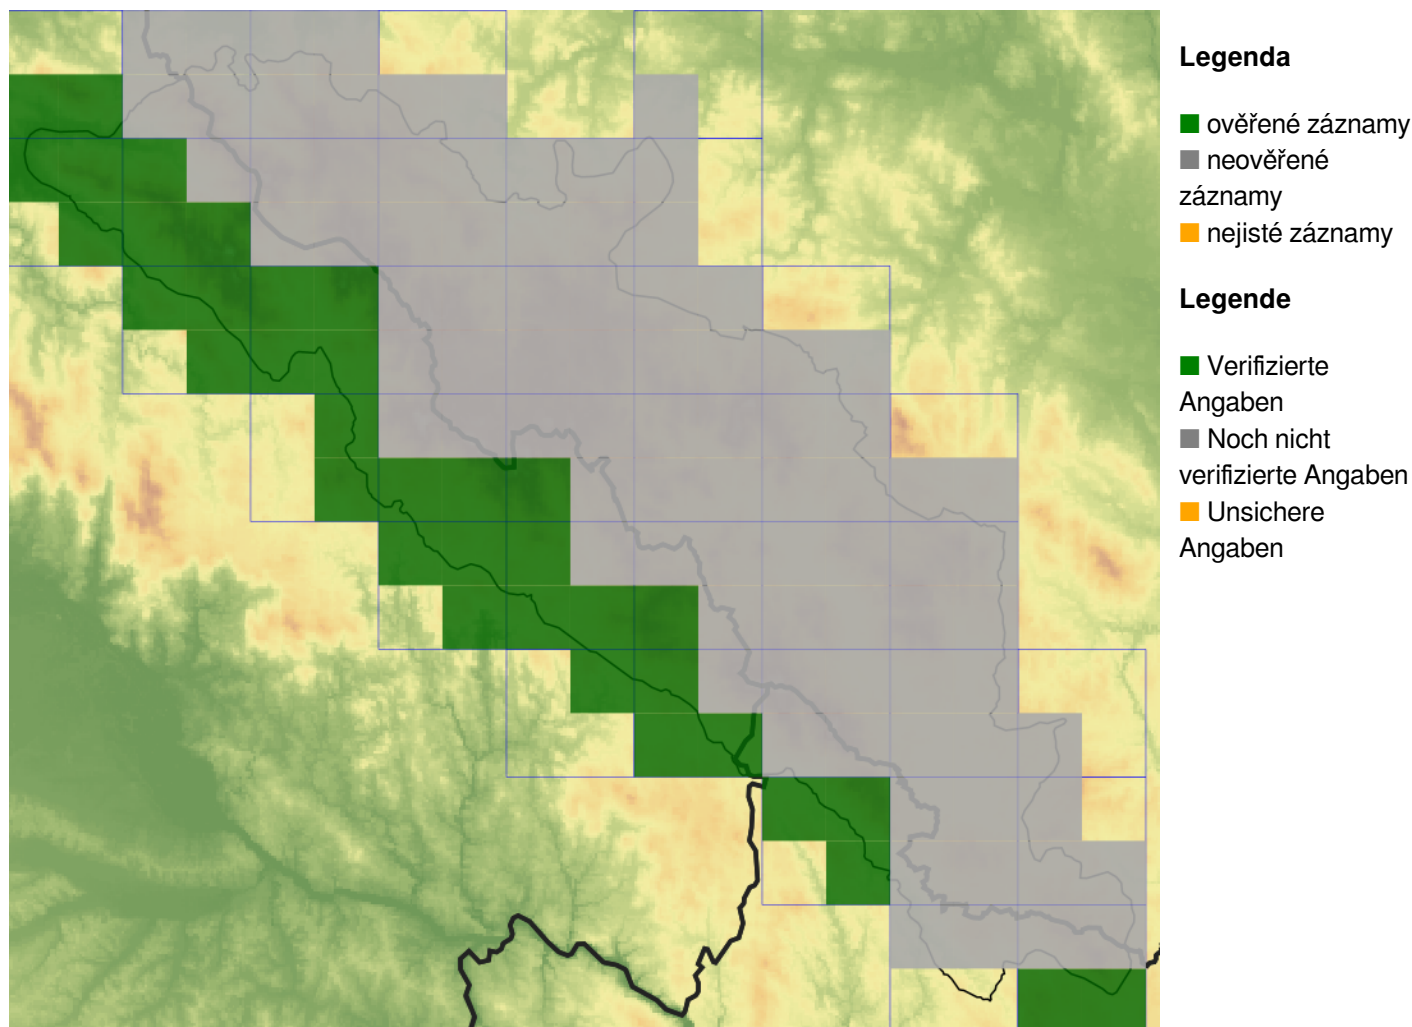 Legenda
ověřené záznamy
neověřené
záznamy
nejisté záznamy
Legende
Verifizierte
Angaben
Noch nicht
verifizierte Angaben
Unsichere
Angaben